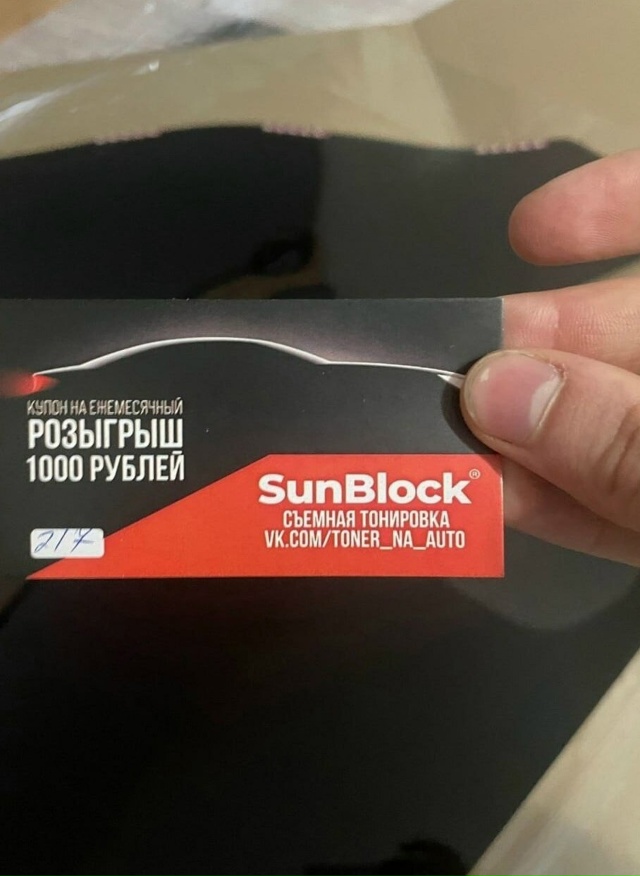 КУПОН НА ЕЖЕМЕСЯЧНЫЙ
РОЗЫГРЫШ
1000 РУБЛЕЙ
217
SunBlock®
СЪЕМНАЯ ТОНИРОВКА
VK.COM/TONER_NA_AUTO